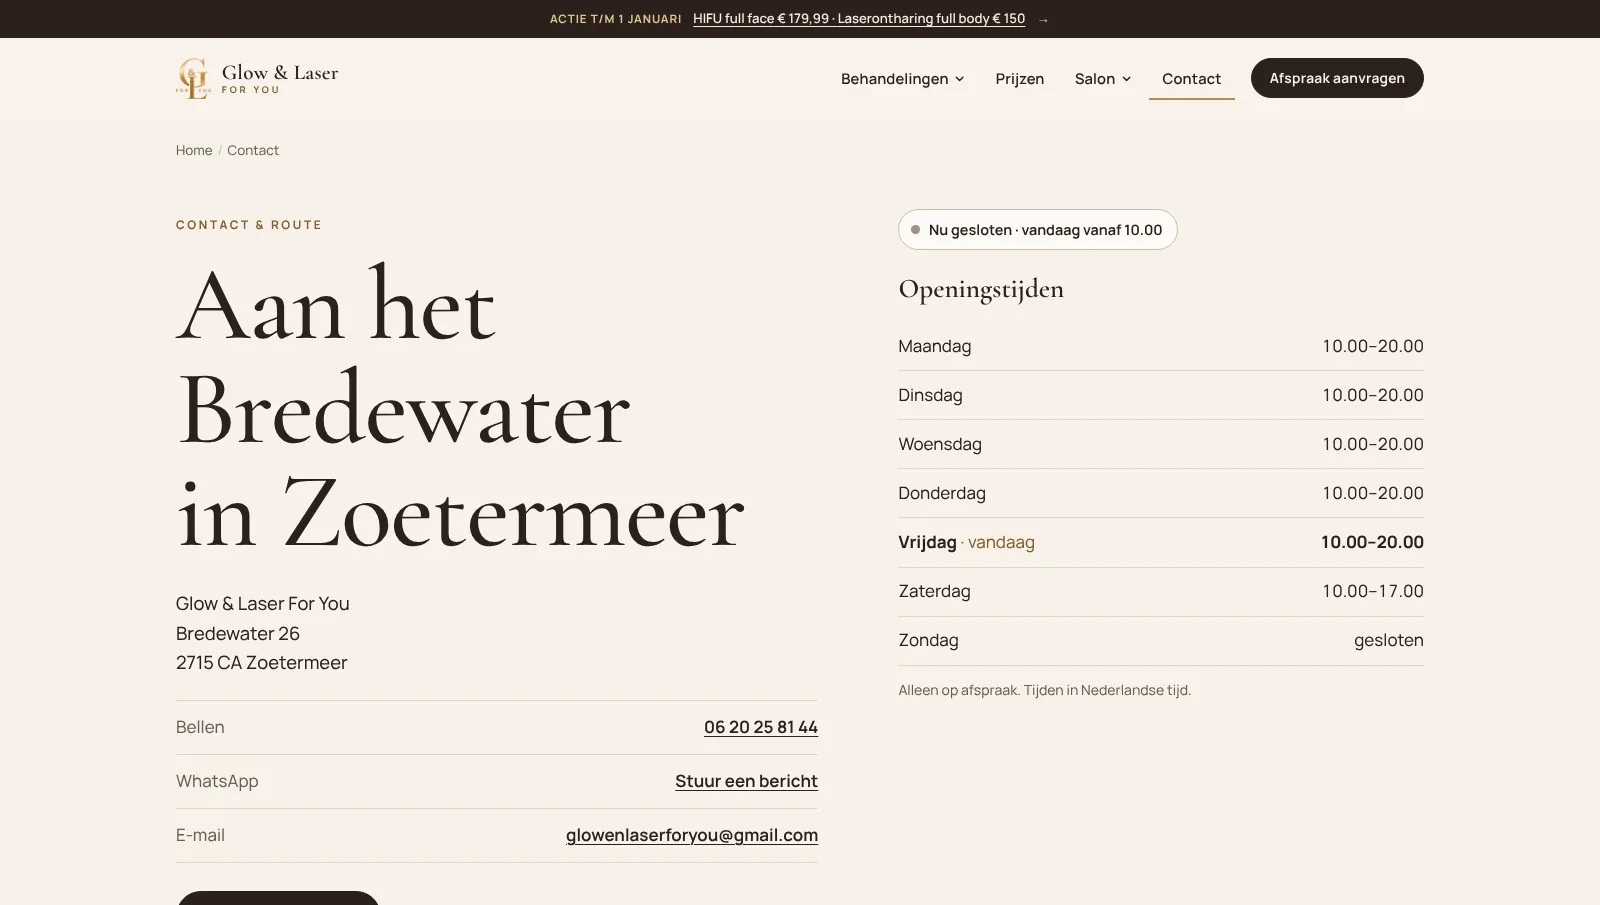 ACTIE T/M 1 JANUARI HIFU full face € 179,99 · Laserontharing full body € 150 →
Glow & Laser
FOR YOU
Behandelingen Prijzen Salon Contact Afspraak aanvragen
Home / Contact
CONTACT & ROUTE
Aan het
Bredewater
in Zoetermeer
Glow & Laser For You
Bredewater 26
2715 CA Zoetermeer
Bellen 06 20 25 81 44
WhatsApp Stuur een bericht
E-mail glowenlaserforyou@gmail.com
Nu gesloten · vandaag vanaf 10.00
Openingstijden
Maandag 10.00–20.00
Dinsdag 10.00–20.00
Woensdag 10.00–20.00
Donderdag 10.00–20.00
Vrijdag · vandaag 10.00–20.00
Zaterdag 10.00–17.00
Zondag gesloten
Alleen op afspraak. Tijden in Nederlandse tijd.